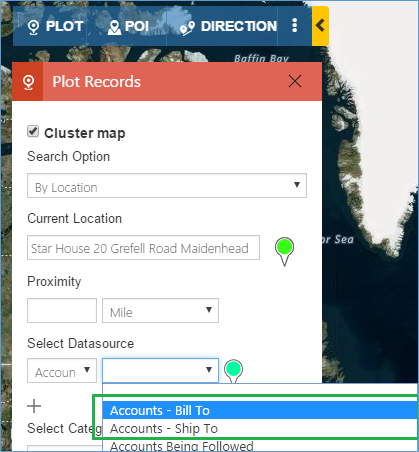 PLOT POI DIRECTION
Baffin Bay
Plot Records
Cluster map
Search Option
By Location
Current Location
Star House 20 Grefell Road Maidenhead
or Sea
Proximity
Mile
Select Datasource
Accoun
Accounts - Bill To
Select Categ
Accounts - Ship To
Accounts Being Followed